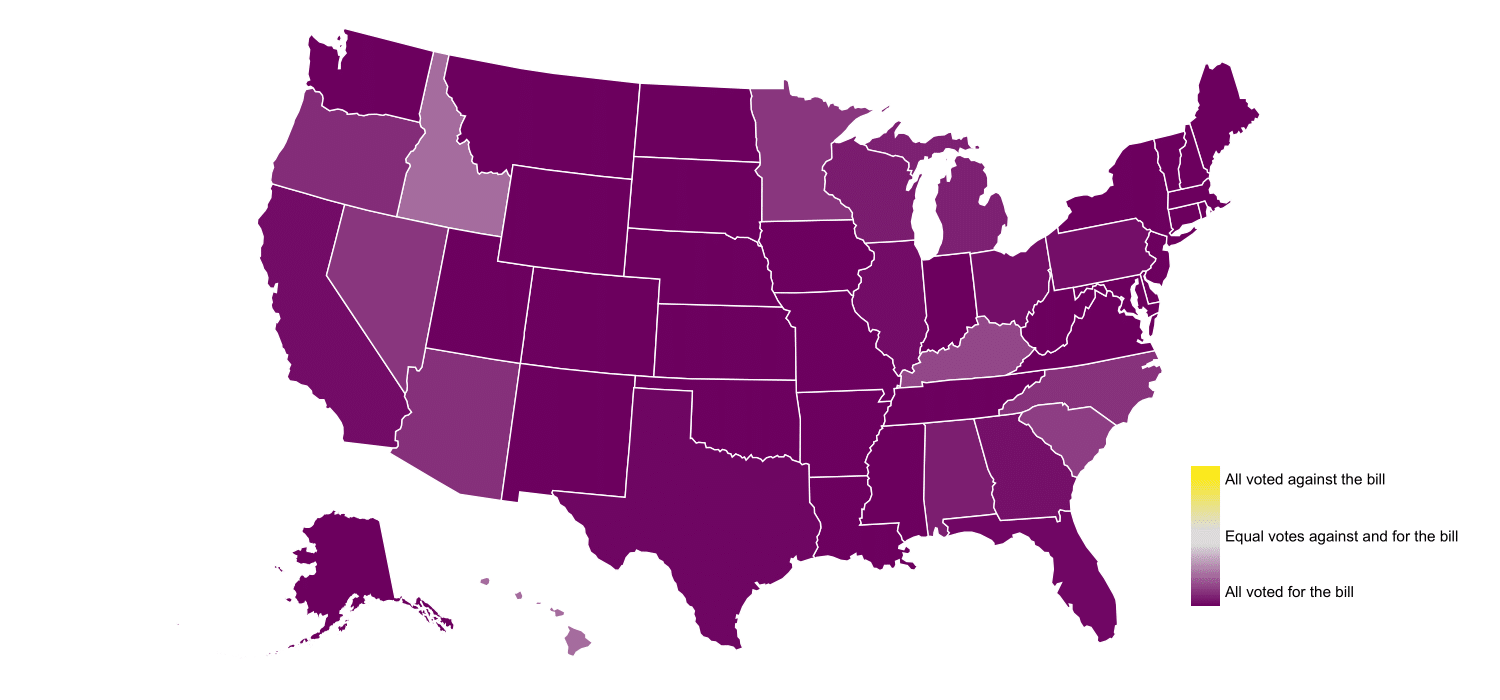 All voted against the bill
Equal votes against and for the bill
All voted for the bill